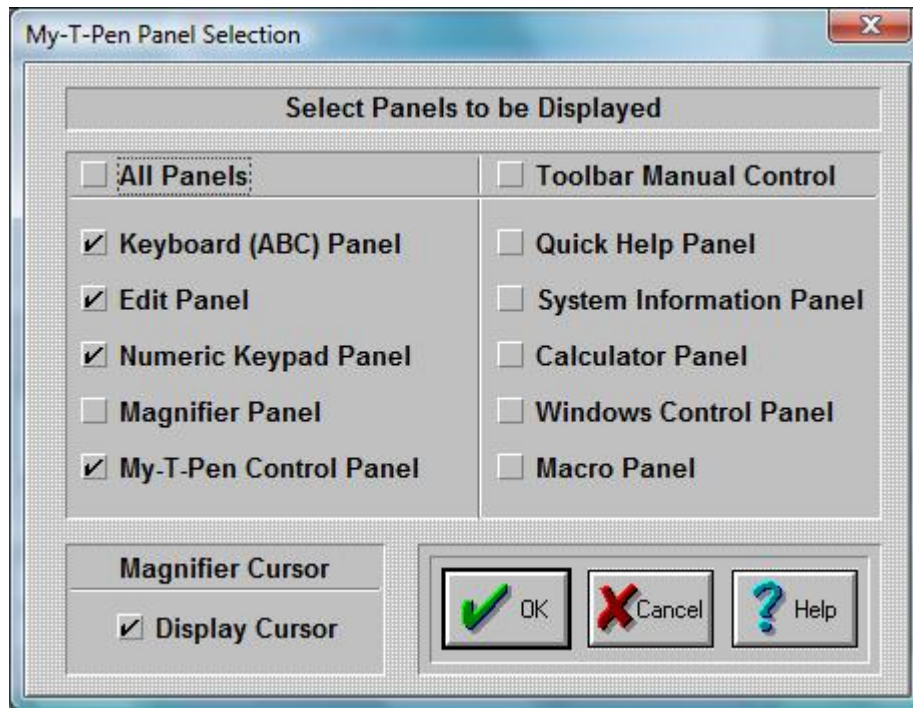 My-T-Pen Panel Selection
Select Panels to be Displayed
All Panels
Toolbar Manual Control
Keyboard (ABC) Panel
Quick Help Panel
Edit Panel
System Information Panel
Numeric Keypad Panel
Calculator Panel
Magnifier Panel
Windows Control Panel
My-T-Pen Control Panel
Macro Panel
Magnifier Cursor
Display Cursor
OK
Cancel
Help